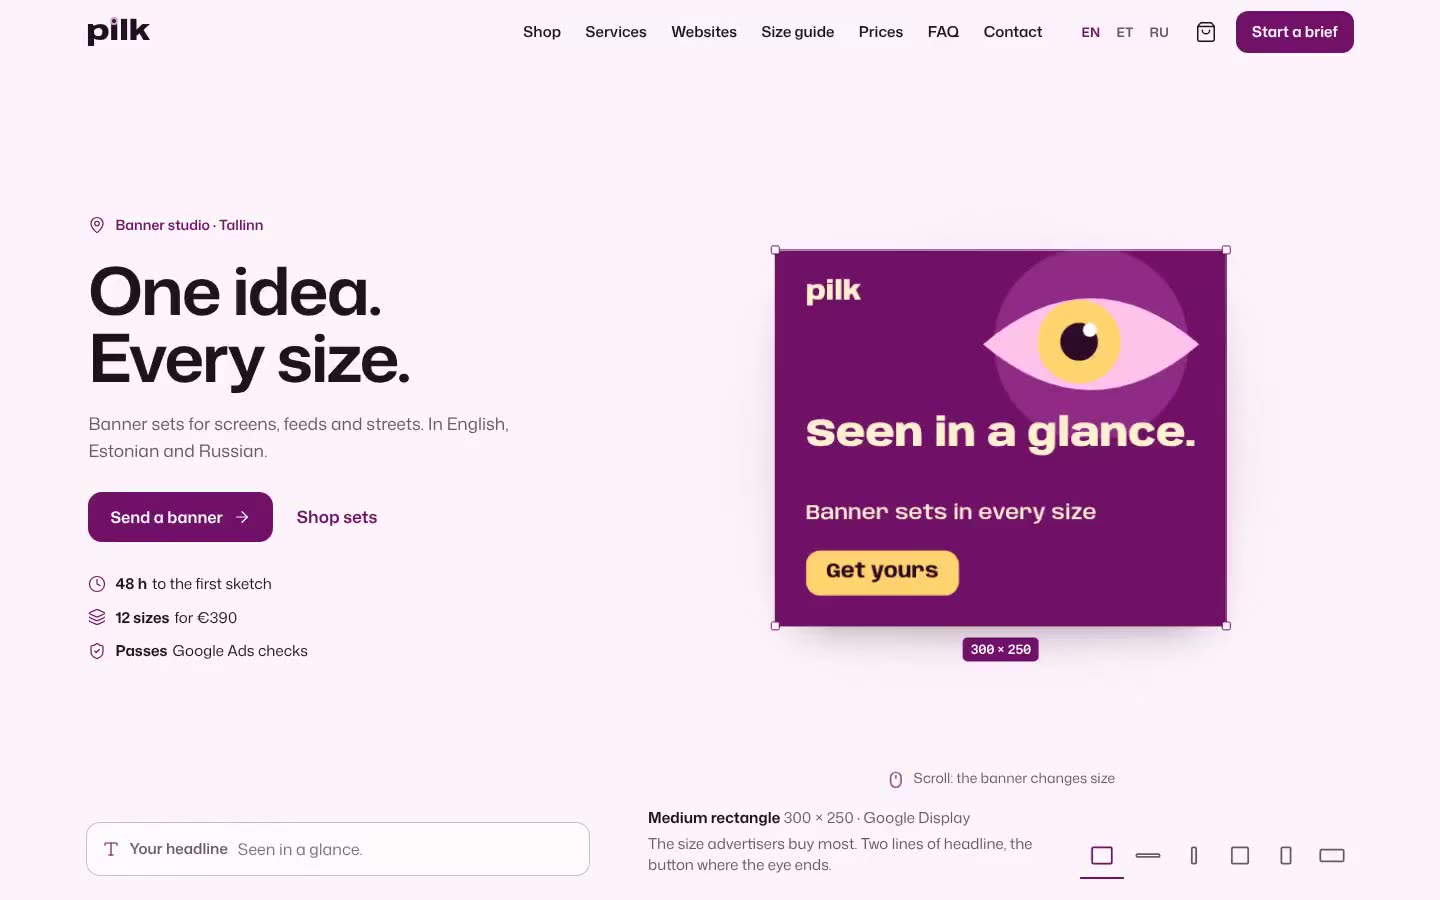 pilk
Shop Services Websites Size guide Prices FAQ Contact EN ET RU Start a brief
Banner studio · Tallinn
One idea.
Every size.
Banner sets for screens, feeds and streets. In English,
Estonian and Russian.
Send a banner Shop sets
48 h to the first sketch
12 sizes for €390
Passes Google Ads checks
pilk
Seen in a glance.
Banner sets in every size
Get yours
300 × 250
Scroll: the banner changes size
Your headline Seen in a glance.
Medium rectangle 300 × 250 · Google Display
The size advertisers buy most. Two lines of headline, the
button where the eye ends.